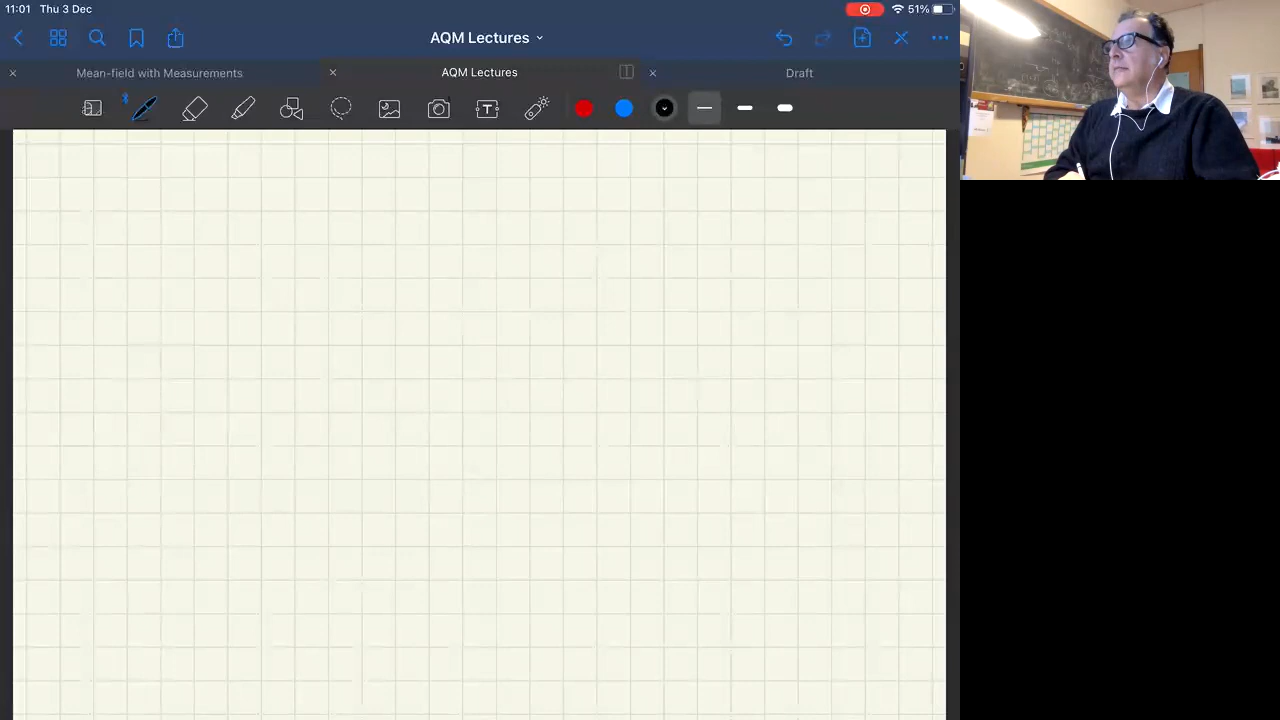 11:01 Thu 3 Dec
51%
AQM Lectures
Mean-field with Measurements
AQM Lectures
Draft
T